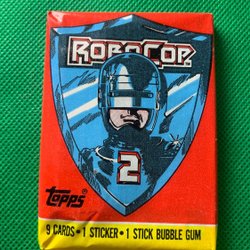 ROBOCOP
2
TOPPS®
9 CARDS • 1 STICKER • 1 STICK BUBBLE GUM